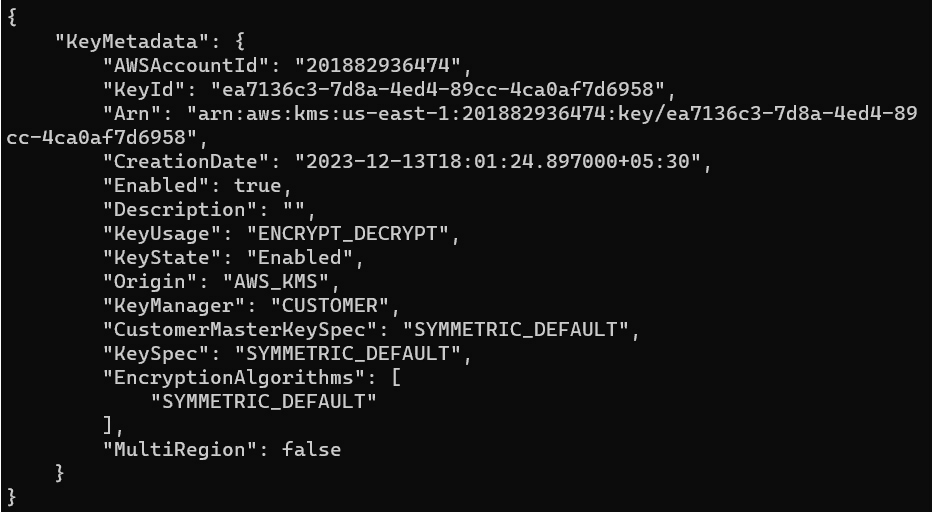 {
    "KeyMetadata": {
        "AWSAccountId": "201882936474",
        "KeyId": "ea7136c3-7d8a-4ed4-89cc-4ca0af7d6958",
        "Arn": "arn:aws:kms:us-east-1:201882936474:key/ea7136c3-7d8a-4ed4-89
cc-4ca0af7d6958",
        "CreationDate": "2023-12-13T18:01:24.897000+05:30",
        "Enabled": true,
        "Description": "",
        "KeyUsage": "ENCRYPT_DECRYPT",
        "KeyState": "Enabled",
        "Origin": "AWS_KMS",
        "KeyManager": "CUSTOMER",
        "CustomerMasterKeySpec": "SYMMETRIC_DEFAULT",
        "KeySpec": "SYMMETRIC_DEFAULT",
        "EncryptionAlgorithms": [
            "SYMMETRIC_DEFAULT"
        ],
        "MultiRegion": false
    }
}